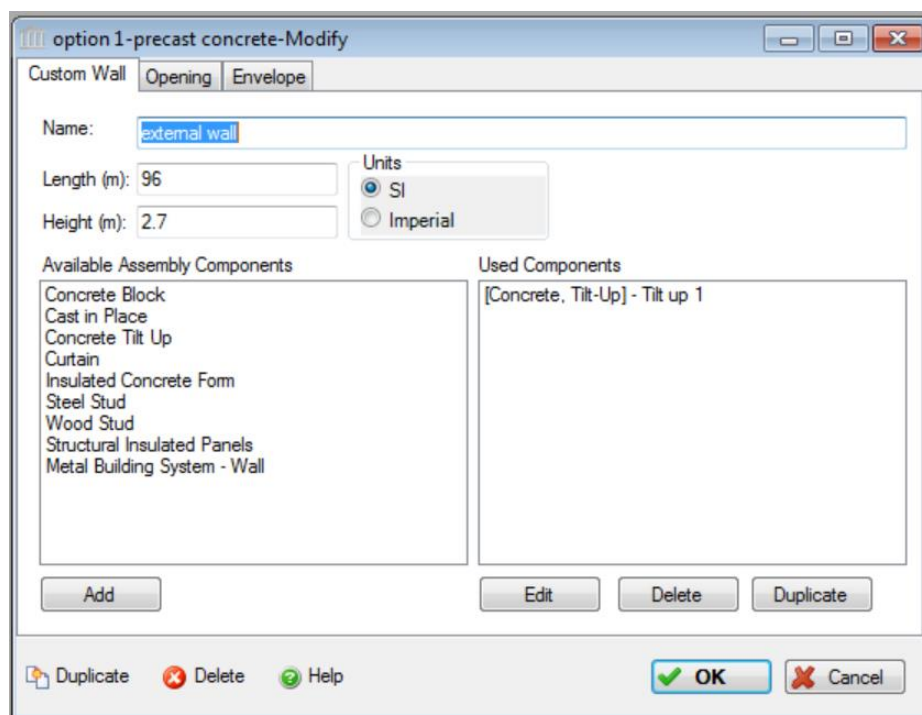 option 1-precast concrete-Modify
Custom Wall Opening Envelope
Name: external wall
Length (m): 96
Height (m): 2.7
Units
SI
Imperial
Available Assembly Components
Concrete Block
Cast in Place
Concrete Tilt Up
Curtain
Insulated Concrete Form
Steel Stud
Wood Stud
Structural Insulated Panels
Metal Building System - Wall
Used Components
[Concrete, Tilt-Up] - Tilt up 1
Add Edit Delete Duplicate
Duplicate Delete Help OK Cancel